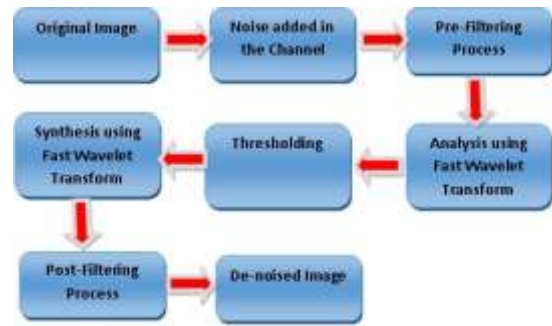 Original Image
Noise added in
the Channel
Pre-Filtering
Process
Analysis using
Fast Wavelet
Transform
Thresholding
Synthesis using
Fast Wavelet
Transform
Post-Filtering
Process
De-noised Image